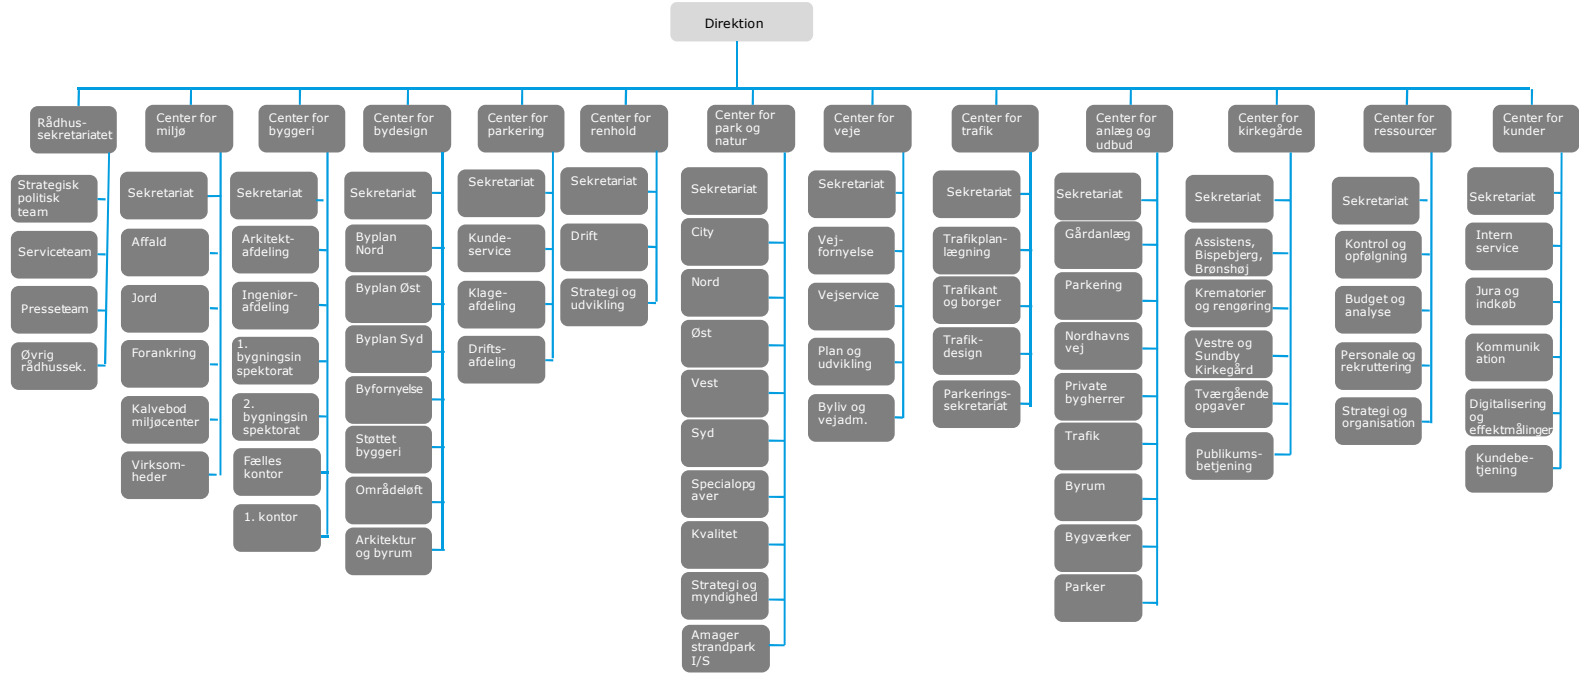 Direktion
Rådhus-
sekretariatet
Strategisk
politisk
team
Serviceteam
Presseteam
Øvrig
rådhussek.
Center for
miljø
Sekretariat
Affald
Jord
Forankring
Kalvebod
miljøcenter
Virksom-
heder
Center for
byggeri
Sekretariat
Arkitekt-
afdeling
Ingeniør-
afdeling
1.
bygningsin
spektorat
2.
bygningsin
spektorat
Fælles
kontor
1. kontor
Center for
bydesign
Sekretariat
Byplan
Nord
Byplan Øst
Byplan Syd
Byfornyelse
Støttet
byggeri
Områdeløft
Arkitektur
og byrum
Center for
parkering
Sekretariat
Kunde-
service
Klage-
afdeling
Drifts-
afdeling
Center for
renhold
Sekretariat
Drift
Strategi og
udvikling
Center for
park og
natur
Sekretariat
City
Nord
Øst
Vest
Syd
Specialopg
aver
Kvalitet
Strategi og
myndighed
Amager
strandpark
I/S
Center for
veje
Sekretariat
Vej-
fornyelse
Vejservice
Plan og
udvikling
Byliv og
vejadm.
Center for
trafik
Sekretariat
Trafikplan-
lægning
Trafikant
og borger
Trafik-
design
Parkerings-
sekretariat
Center for
anlæg og
udbud
Sekretariat
Gårdanlæg
Parkering
Nordhavns
vej
Private
bygherrer
Trafik
Byrum
Bygværker
Parker
Center for
kirkegårde
Sekretariat
Assistens,
Bispebjerg,
Brønshøj
Krematorier
og rengøring
Vestre og
Sundby
Kirkegård
Tværgående
opgaver
Publikums-
betjening
Center for
ressourcer
Sekretariat
Kontrol og
opfølgning
Budget og
analyse
Personale og
rekruttering
Strategi og
organisation
Center for
kunder
Sekretariat
Intern
service
Jura og
indkøb
Kommunik
ation
Digitalisering
og
effektmålinger
Kundebe-
tjening